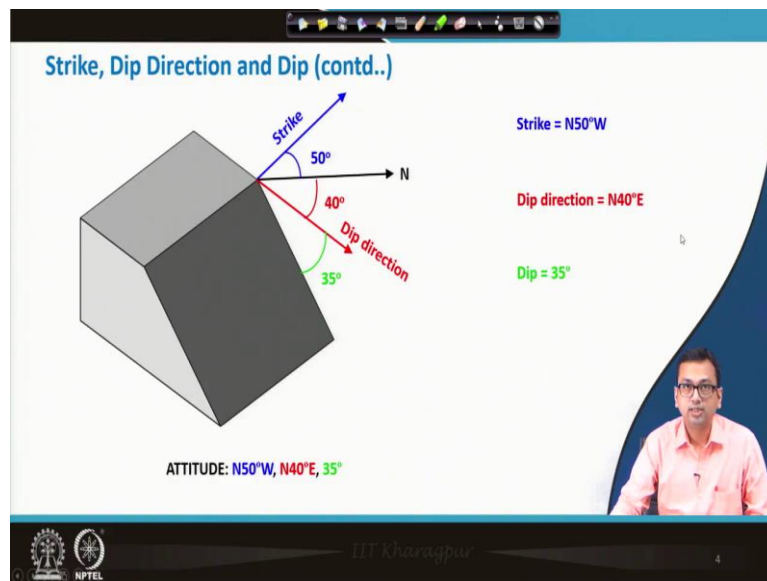 Strike, Dip Direction and Dip (contd..)
Strike
50°
N
40°
Dip direction
35°
Strike = N50°W
Dip direction = N40°E
Dip = 35°
ATTITUDE: N50°W, N40°E, 35°
IIT Kharagpur
NPTEL
4